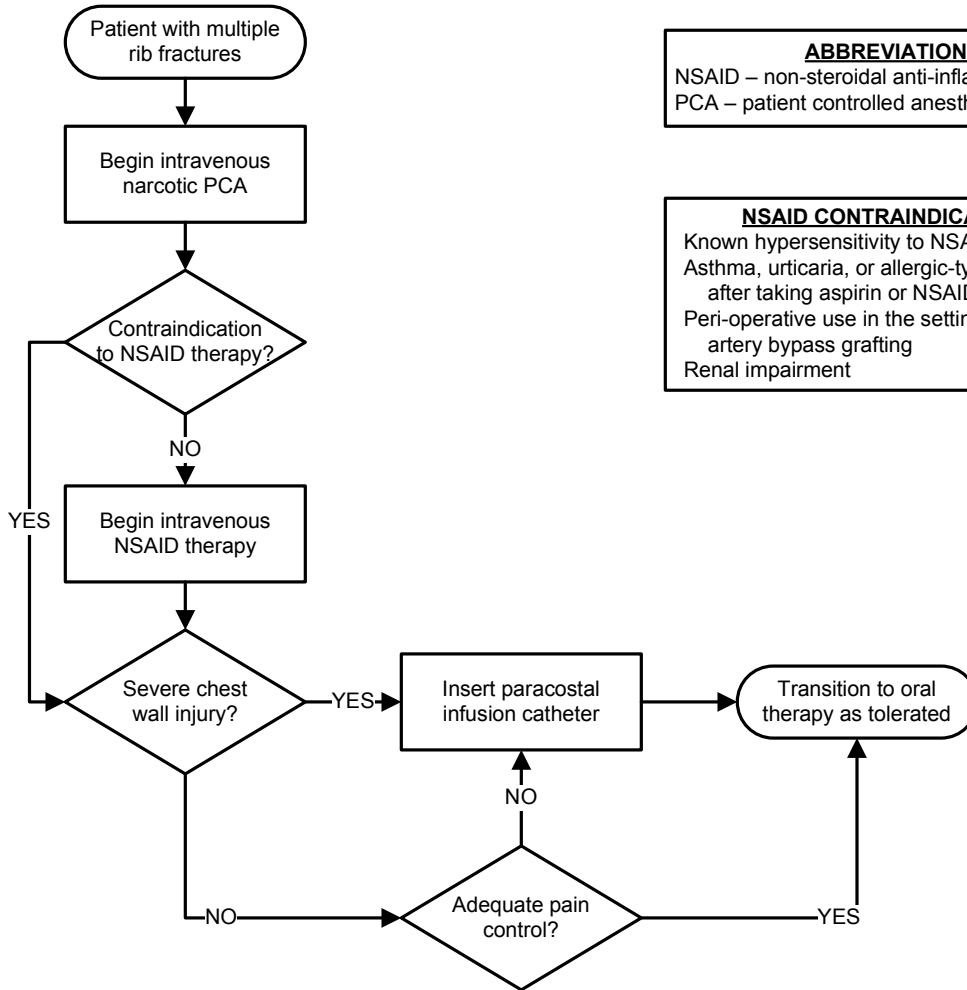 Patient with multiple
rib fractures
Begin intravenous
narcotic PCA
Contraindication
to NSAID therapy?
NO
YES
Begin intravenous
NSAID therapy
Severe chest
wall injury?
YES
Insert paracostal
infusion catheter
Transition to oral
therapy as tolerated
NO
NO
Adequate pain
control?
YES
ABBREVIATION
NSAID – non-steroidal anti-infla
PCA – patient controlled anesth
NSAID CONTRAINDICA
Known hypersensitivity to NSA
Asthma, urticaria, or allergic-ty
after taking aspirin or NSAID
Peri-operative use in the settin
artery bypass grafting
Renal impairment